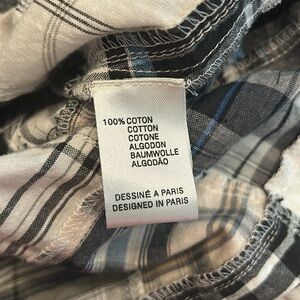 100% COTON
COTTON
COTONE
ALGODON
BAUMWOLLE
ALGODÃO
DESSINÉ A PARIS
DESIGNED IN PARIS